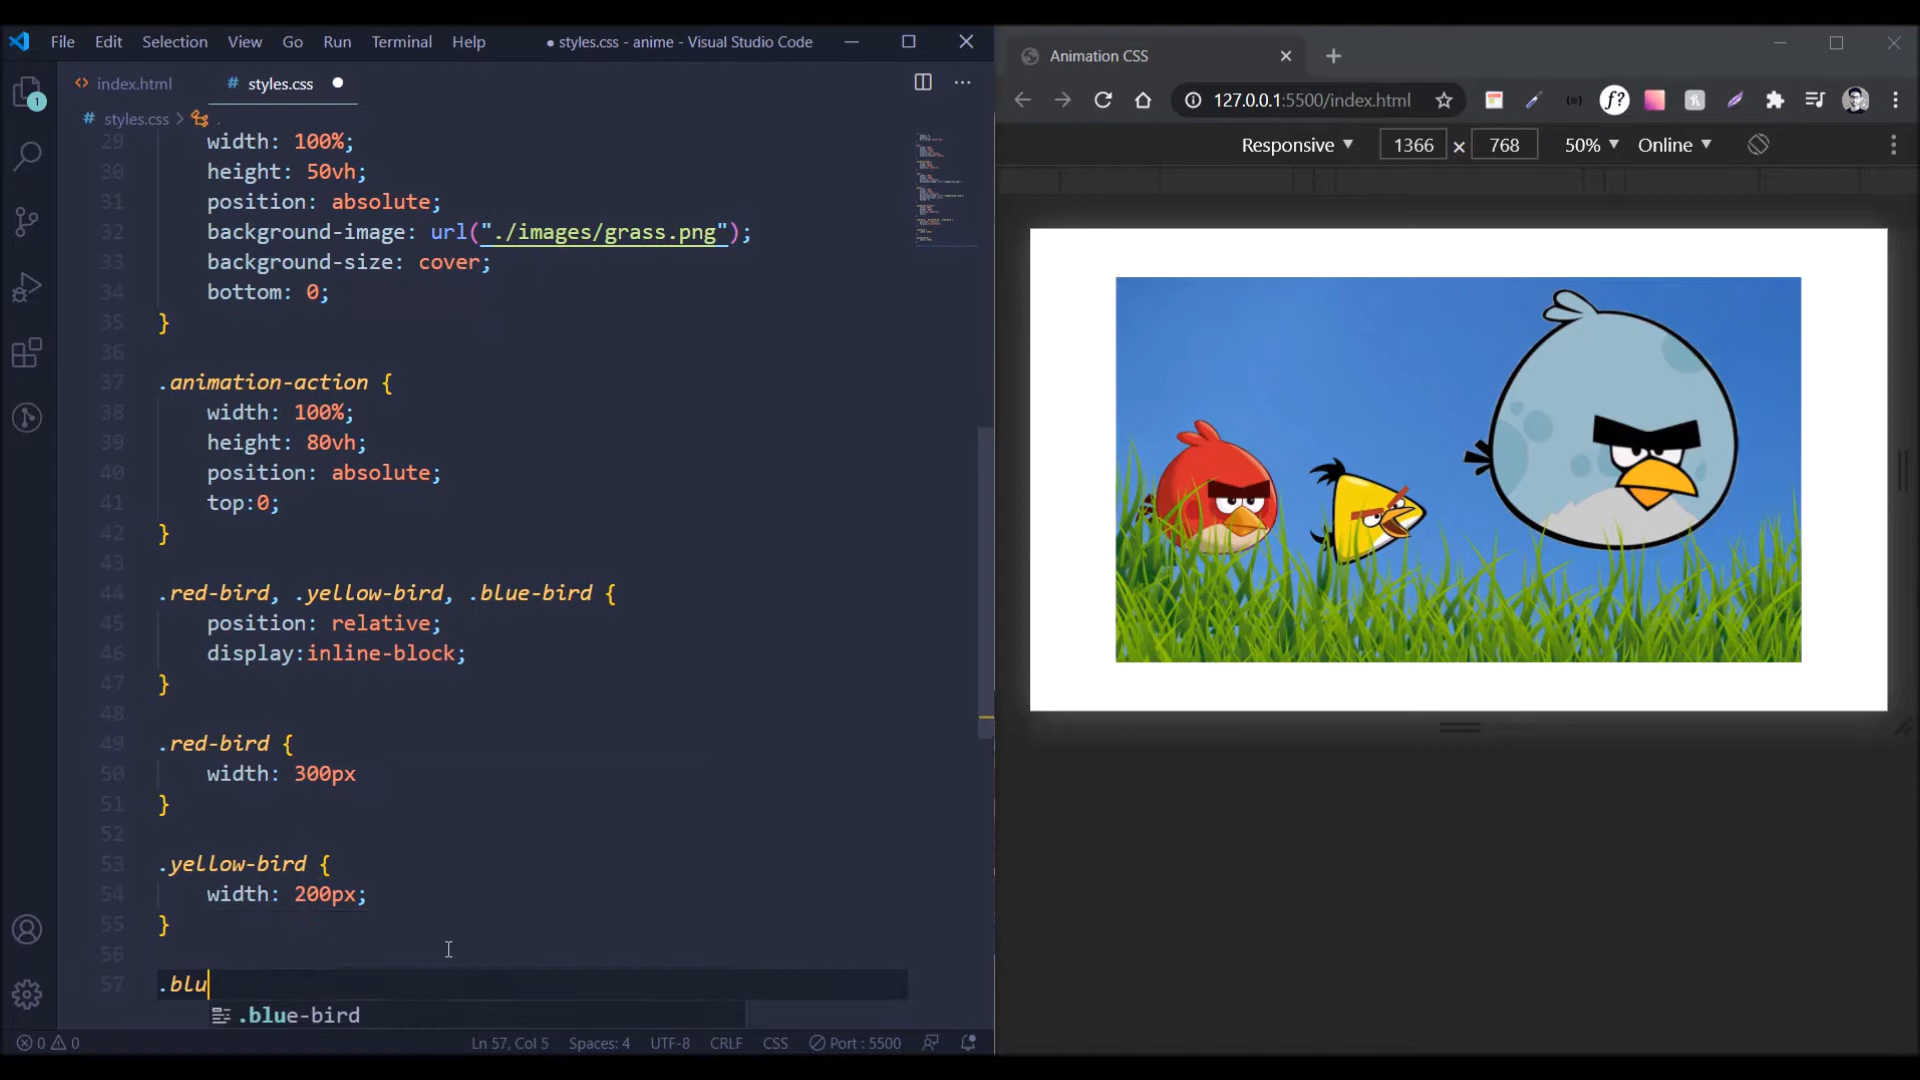 File Edit Selection View Go Run Terminal Help ● styles.css - anime - Visual Studio Code
index.html # styles.css
# styles.css > .
29 width: 100%;
30 height: 50vh;
31 position: absolute;
32 background-image: url("./images/grass.png");
33 background-size: cover;
34 bottom: 0;
35 }
36
37 .animation-action {
38 width: 100%;
39 height: 80vh;
40 position: absolute;
41 top:0;
42 }
43
44 .red-bird, .yellow-bird, .blue-bird {
45 position: relative;
46 display:inline-block;
47 }
48
49 .red-bird {
50 width: 300px
51 }
52
53 .yellow-bird {
54 width: 200px;
55 }
56
57 .blu
.blue-bird
1
0 0 Ln 57, Col 5 Spaces: 4 UTF-8 CRLF CSS Port : 5500
Animation CSS
127.0.0.1:5500/index.html f?
Responsive 1366 × 768 50% Online